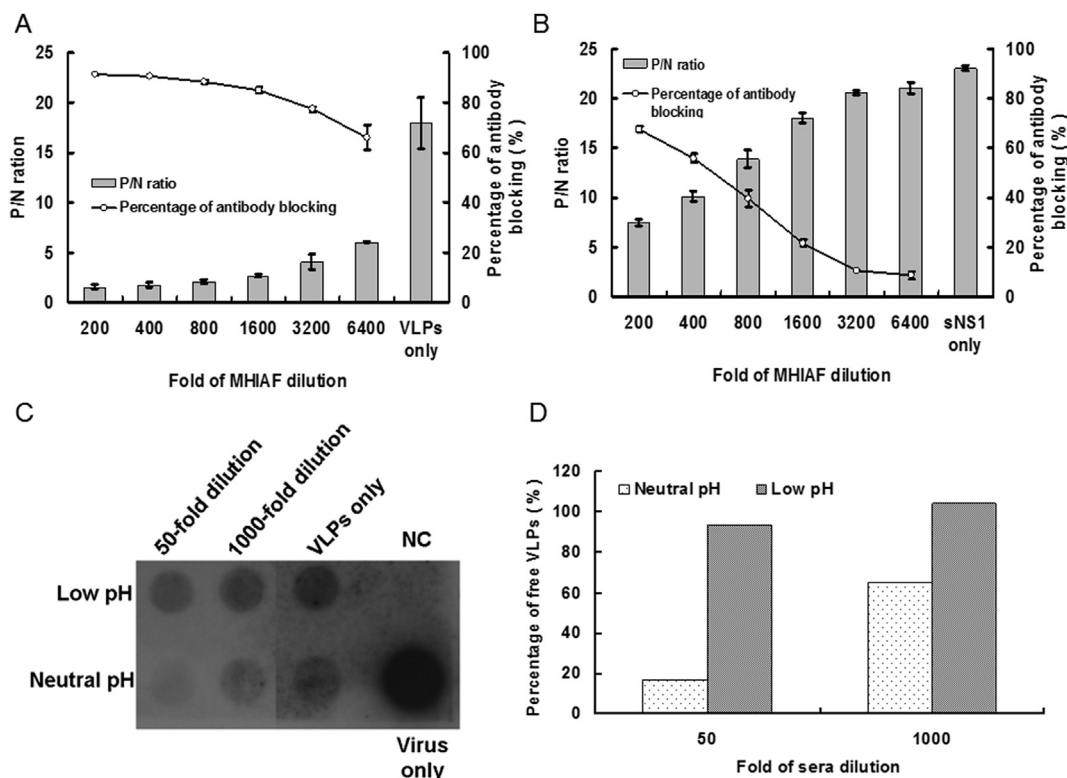 A
25
20
15
10
5
0
P/N ration
100
80
60
40
20
0
Percentage of antibody
blocking ( % )
P/N ratio
Percentage of antibody blocking
200 400 800 1600 3200 6400 VLPs
only
Fold of MHIAF dilution
B
25
20
15
10
5
0
P/N ratio
100
80
60
40
20
0
Percentage of antibody
blocking ( % )
P/N ratio
Percentage of antibody
blocking
200 400 800 1600 3200 6400 sNS1
only
Fold of MHIAF dilution
C
50-fold dilution
1000-fold dilution
VLPs only
NC
Low pH
Neutral pH
Virus
only
D
120
100
80
60
40
20
0
Percentage of free VLPs ( % )
Neutral pH Low pH
50 1000
Fold of sera dilution